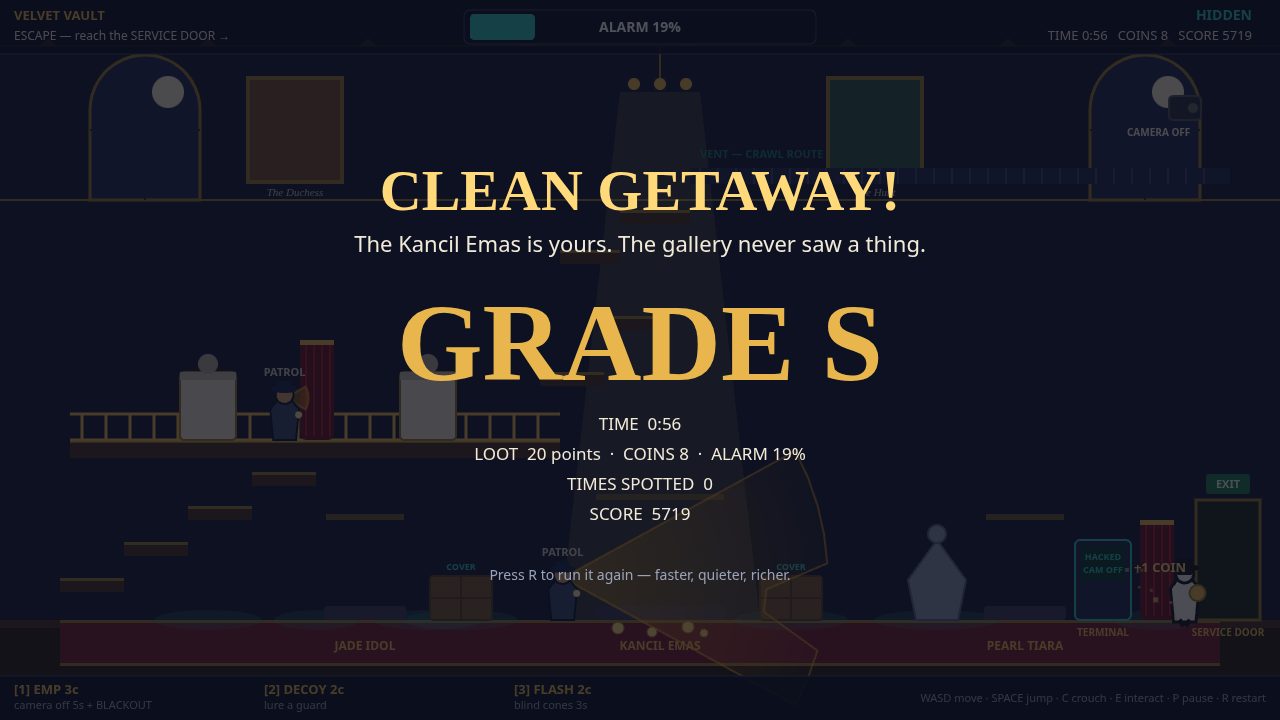 VELVET VAULT
ESCAPE — reach the SERVICE DOOR →
ALARM 19%
HIDDEN
TIME 0:56 COINS 8 SCORE 5719
CAMERA OFF
VENT — CRAWL ROUTE
The Duchess
CLEAN GETAWAY!
The Kancil Emas is yours. The gallery never saw a thing.
GRADE S
PATROL
TIME 0:56
LOOT 20 points · COINS 8 · ALARM 19%
TIMES SPOTTED 0
EXIT
SCORE 5719
PATROL
HACKED
CAM OFF
+1 COIN
COVER
COVER
Press R to run it again — faster, quieter, richer.
TERMINAL
SERVICE DOOR
JADE IDOL
KANCIL EMAS
PEARL TIARA
[1] EMP 3c
camera off 5s + BLACKOUT
[2] DECOY 2c
lure a guard
[3] FLASH 2c
blind cones 3s
WASD move · SPACE jump · C crouch · E interact · P pause · R restart